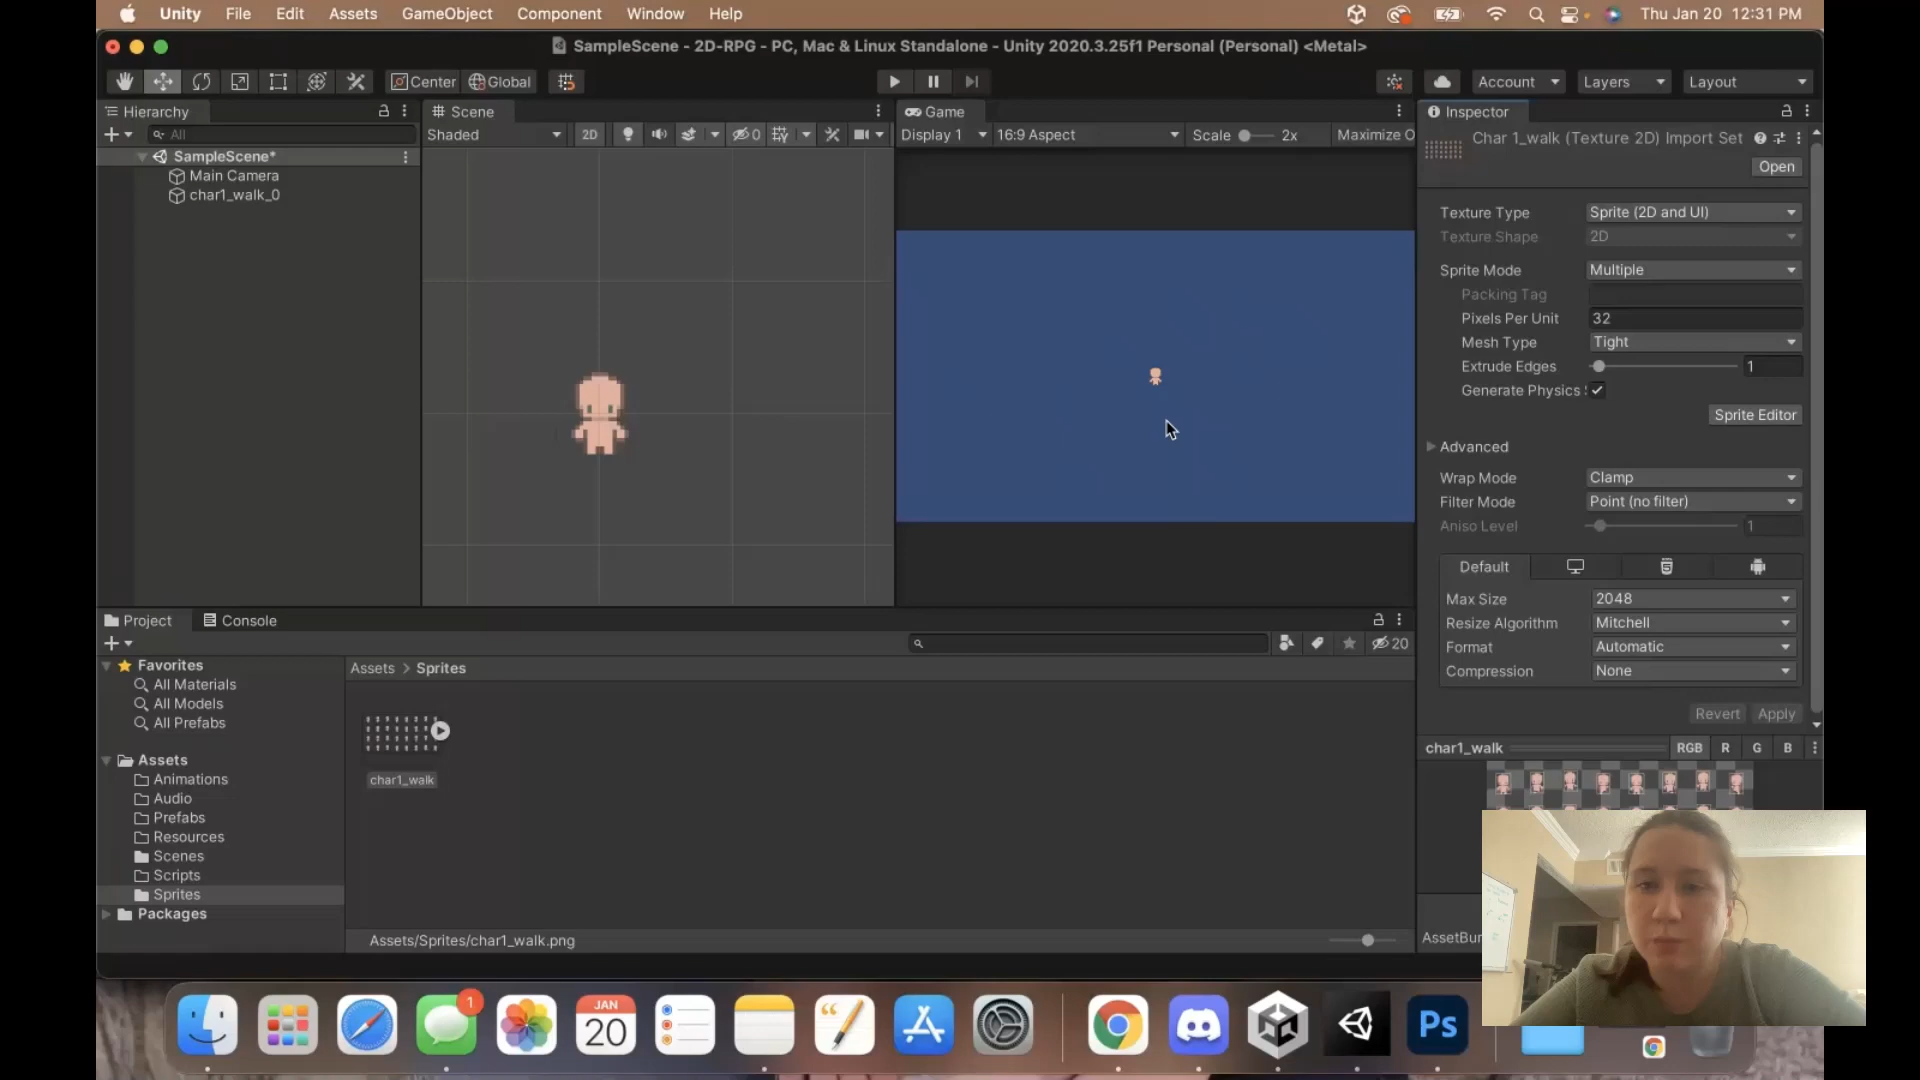 Unity File Edit Assets GameObject Component Window Help Thu Jan 20 12:31 PM
SampleScene - 2D-RPG - PC, Mac & Linux Standalone - Unity 2020.3.25f1 Personal (Personal) <Metal>
Center Global Account Layers Layout
Hierarchy
All
SampleScene*
Main Camera
char1_walk_0
Scene
Shaded 2D 0
Game
Display 1 16:9 Aspect Scale 2x Maximize O
Inspector
Char 1_walk (Texture 2D) Import Set
Open
Texture Type Sprite (2D and UI)
Texture Shape 2D
Sprite Mode Multiple
Packing Tag
Pixels Per Unit 32
Mesh Type Tight
Extrude Edges 1
Generate Physics
Sprite Editor
Advanced
Wrap Mode Clamp
Filter Mode Point (no filter)
Aniso Level 1
Default
Max Size 2048
Resize Algorithm Mitchell
Format Automatic
Compression None
Revert Apply
char1_walk RGB R G B
AssetBun
Project Console
20
Favorites
All Materials
All Models
All Prefabs
Assets
Animations
Audio
Prefabs
Resources
Scenes
Scripts
Sprites
Packages
Assets > Sprites
char1_walk
Assets/Sprites/char1_walk.png
1
JAN
20
Ps